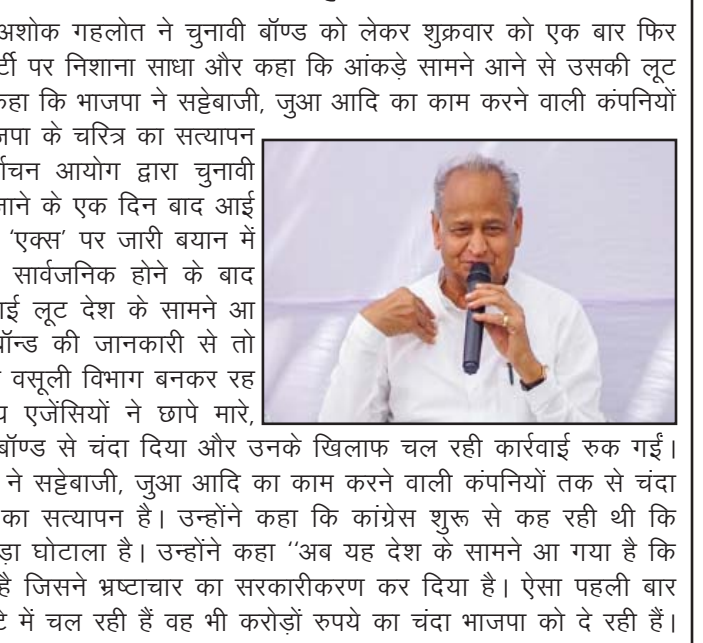 अशोक गहलोत ने चुनावी बॉण्ड को लेकर शुक्रवार को एक बार फिर
पर निशाना साधा और कहा कि आंकड़े सामने आने से उसकी लूट
कि भाजपा ने सट्टेबाजी, जुआ आदि का काम करने वाली कंपनियों
के चरित्र का सत्यापन
आयोग द्वारा चुनावी
जाने के एक दिन बाद आई
'एक्स' पर जारी बयान में
सार्वजनिक होने के बाद
लूट देश के सामने आ
की जानकारी से तो
वसूली विभाग बनकर रह
एजेंसियों ने छापे मारे,
बॉण्ड से चंदा दिया और उनके खिलाफ चल रही कार्रवाई रुक गईं।
ने सट्टेबाजी, जुआ आदि का काम करने वाली कंपनियों तक से चंदा
का सत्यापन है। उन्होंने कहा कि कांग्रेस शुरू से कह रही थी कि
घोटाला है। उन्होंने कहा ‘‘अब यह देश के सामने आ गया है कि
है जिसने भ्रष्टाचार का सरकारीकरण कर दिया है। ऐसा पहली बार
में चल रही हैं वह भी करोड़ों रुपये का चंदा भाजपा को दे रही हैं।